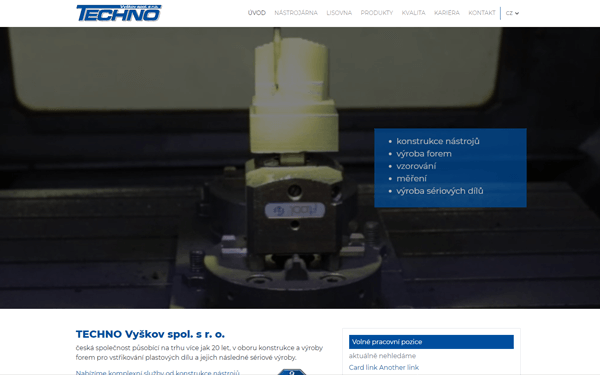 Vyškov spol. s r.o.
TECHNO
ÚVOD NÁSTROJÁRNA LISOVNA PRODUKTY KVALITA KARIÉRA KONTAKT CZ
konstrukce nástrojů
výroba forem
vzorování
měření
výroba sériových dílů
TECHNO Vyškov spol. s r. o.
česká společnost působící na trhu více jak 20 let, v oboru konstrukce a výroby
forem pro vstřikování plastových dílu a jejich následné sériové výroby.
Nabízíme komplexní služby od konstrukce nástrojů
Volné pracovní pozice
aktuálně nehledáme
Card link Another link